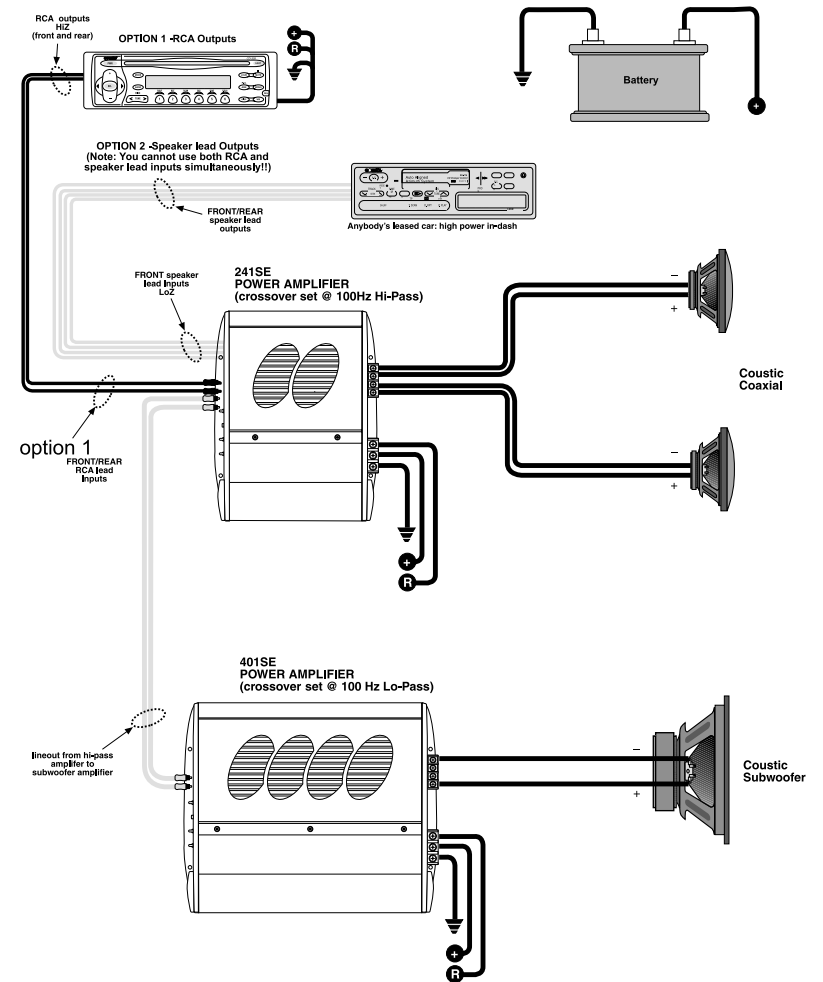 RCA outputs
HiZ
(front and rear)
OPTION 1 -RCA Outputs
+
R
Battery
+
OPTION 2 -Speaker lead Outputs
(Note: You cannot use both RCA and
speaker lead inputs simultaneously!!)
FRONT/REAR
speaker lead
outputs
Anybody's leased car: high power in-dash
FRONT speaker
lead Inputs
LoZ
241SE
POWER AMPLIFIER
(crossover set @ 100Hz Hi-Pass)
−
+
Coustic
Coaxial
−
+
option 1
FRONT/REAR
RCA lead
Inputs
+
R
401SE
POWER AMPLIFIER
(crossover set @ 100 Hz Lo-Pass)
lineout from hi-pass
amplifer to
subwoofer amplifier
−
+
Coustic
Subwoofer
+
R